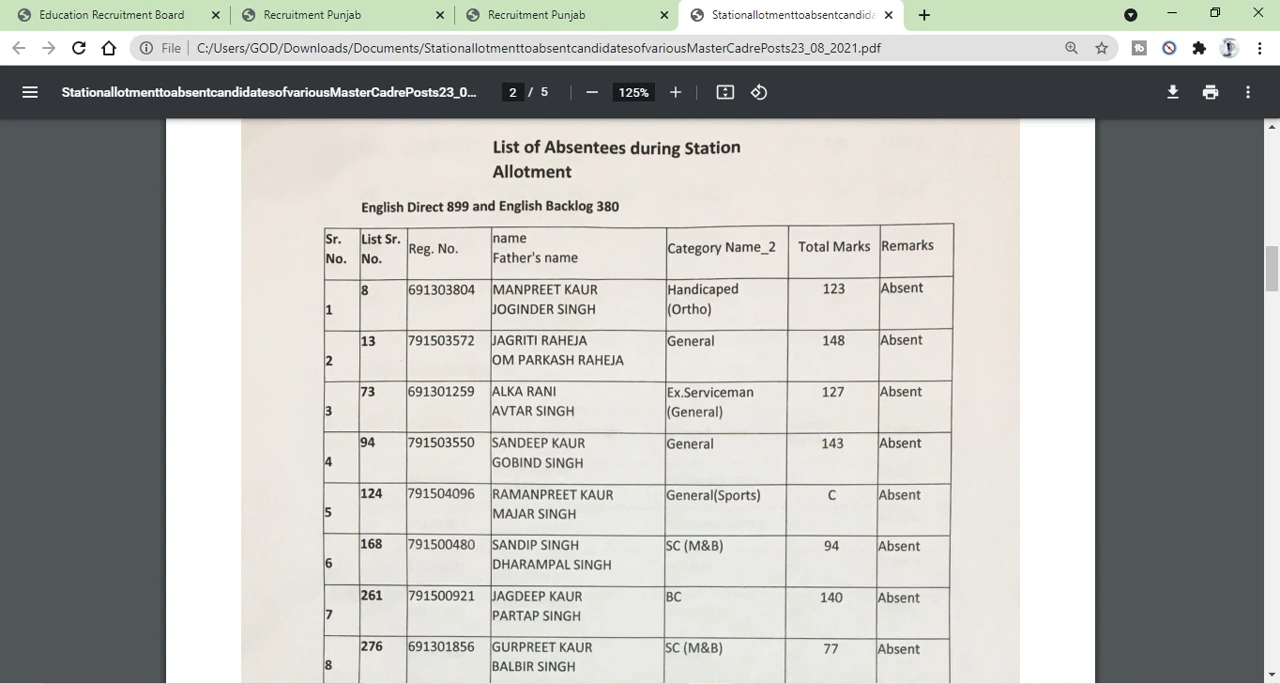 Education Recruitment Board
Recruitment Punjab
Recruitment Punjab
Stationallotmenttoabsentcandida
File
C:/Users/GOD/Downloads/Documents/StationallotmenttoabsentcandidatesofvariousMasterCadrePosts23_08_2021.pdf
StationallotmenttoabsentcandidatesofvariousMasterCadrePosts23_0...
2 / 5
125%
List of Absentees during Station
Allotment
English Direct 899 and English Backlog 380
Sr. No. List Sr. No. Reg. No. name Father's name Category Name_2 Total Marks Remarks
1 8 691303804 MANPREET KAUR JOGINDER SINGH Handicaped (Ortho) 123 Absent
2 13 791503572 JAGRITI RAHEJA OM PARKASH RAHEJA General 148 Absent
3 73 691301259 ALKA RANI AVTAR SINGH Ex.Serviceman (General) 127 Absent
4 94 791503550 SANDEEP KAUR GOBIND SINGH General 143 Absent
5 124 791504096 RAMANPREET KAUR MAJAR SINGH General(Sports) C Absent
6 168 791500480 SANDIP SINGH DHARAMPAL SINGH SC (M&B) 94 Absent
7 261 791500921 JAGDEEP KAUR PARTAP SINGH BC 140 Absent
8 276 691301856 GURPREET KAUR BALBIR SINGH SC (M&B) 77 Absent